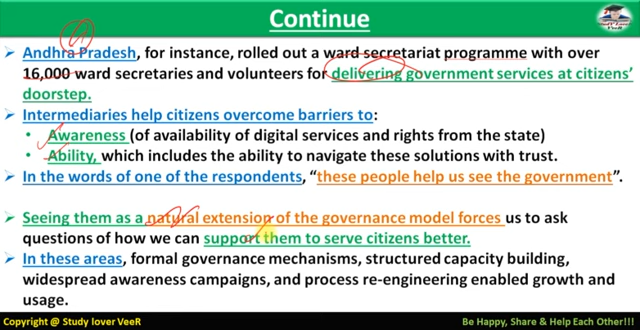 Continue
Study Lover VeeR
➢ Andhra Pradesh, for instance, rolled out a ward secretariat programme with over
16,000 ward secretaries and volunteers for delivering government services at citizens’
doorstep.
➢ Intermediaries help citizens overcome barriers to:
• Awareness (of availability of digital services and rights from the state)
• Ability, which includes the ability to navigate these solutions with trust.
➢ In the words of one of the respondents, “these people help us see the government”.
➢ Seeing them as a natural extension of the governance model forces us to ask
questions of how we can support them to serve citizens better.
➢ In these areas, formal governance mechanisms, structured capacity building,
widespread awareness campaigns, and process re-engineering enabled growth and
usage.
Copyright @ Study lover VeeR
Be Happy, Share & Help Each Other!!!